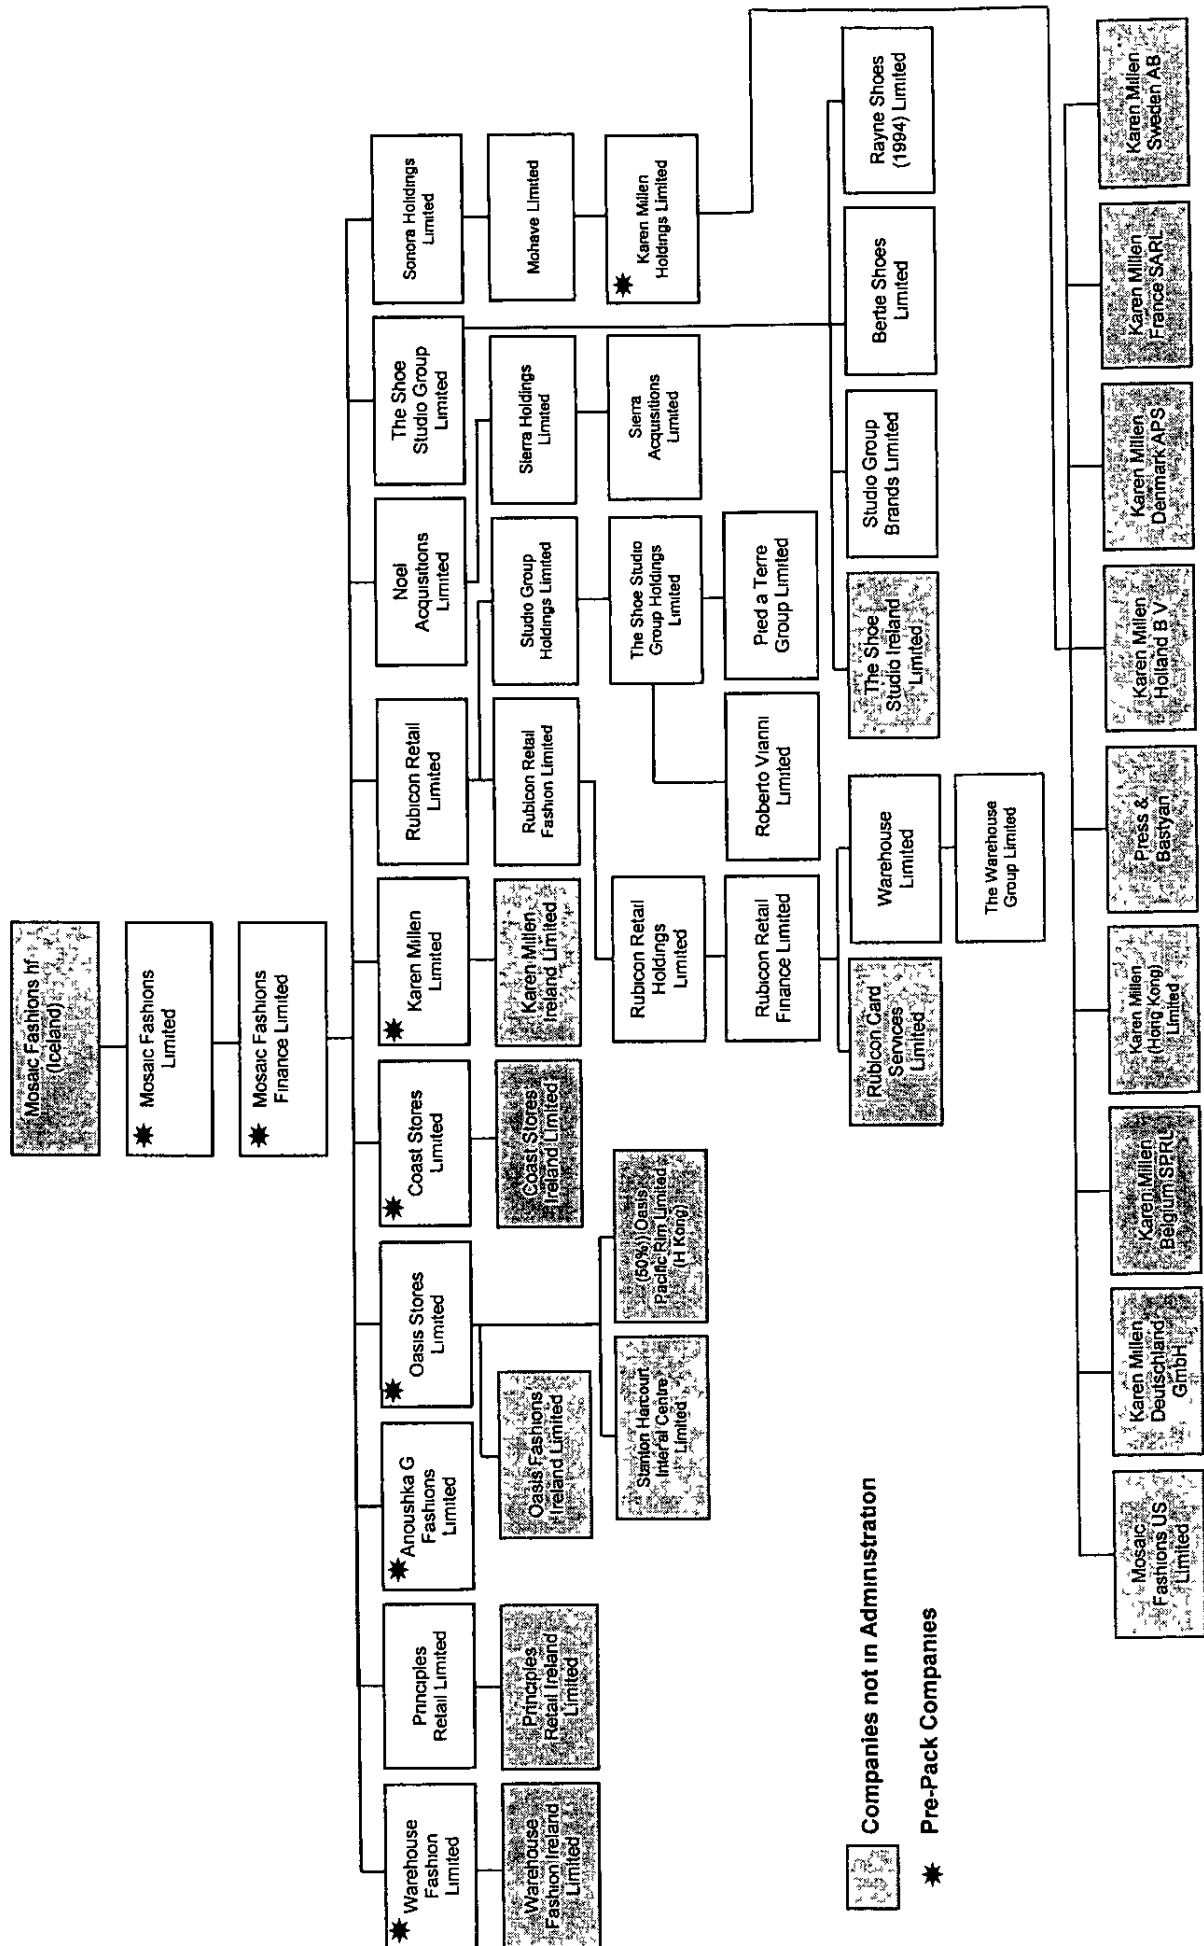 Mosaic Fashions hf
(Iceland)
Mosaic Fashions
Limited
Mosaic Fashions
Finance Limited
Warehouse
Fashion
Limited
Principles
Retail Limited
Anoushka G
Fashions
Limited
Oasis Stores
Limited
Coast Stores
Limited
Karen Millen
Limited
Rubicon Retail
Limited
Noel
Acquisitions
Limited
The Shoe
Studio Group
Limited
Sonora Holdings
Limited
Warehouse
Fashion Ireland
Limited
Principles
Retail Ireland
Limited
Oasis Fashions
Ireland Limited
Coast Stores
Ireland Limited
Karen Millen
Ireland Limited
Rubicon Retail
Fashion Limited
Studio Group
Holdings Limited
Sierra Holdings
Limited
Mohave Limited
Stanton Harcourt
Centre
Limited
(50%) Oasis
Pacific Rim Limited
(H Kong)
Rubicon Retail
Holdings
Limited
The Shoe Studio
Group Holdings
Limited
Sierra
Acquisitions
Limited
Karen Millen
Holdings Limited
Rubicon Retail
Finance Limited
Roberto Vianni
Limited
Pied a Terre
Group Limited
Rubicon Card
Services
Limited
Warehouse
Limited
The Shoe
Studio Ireland
Limited
Studio Group
Brands Limited
Bertie Shoes
Limited
Rayne Shoes
(1994) Limited
The Warehouse
Group Limited
Companies not in Administration
Pre-Pack Companies
Mosaic
Fashions US
Limited
Karen Millen
Deutschland
GmbH
Karen Millen
Belgium SPRL
Karen Millen
(Hong Kong)
Limited
Press &
Bastyan
Karen Millen
Holland B V
Karen Millen
Denmark APS
Karen Millen
France SARL
Karen Millen
Sweden AB